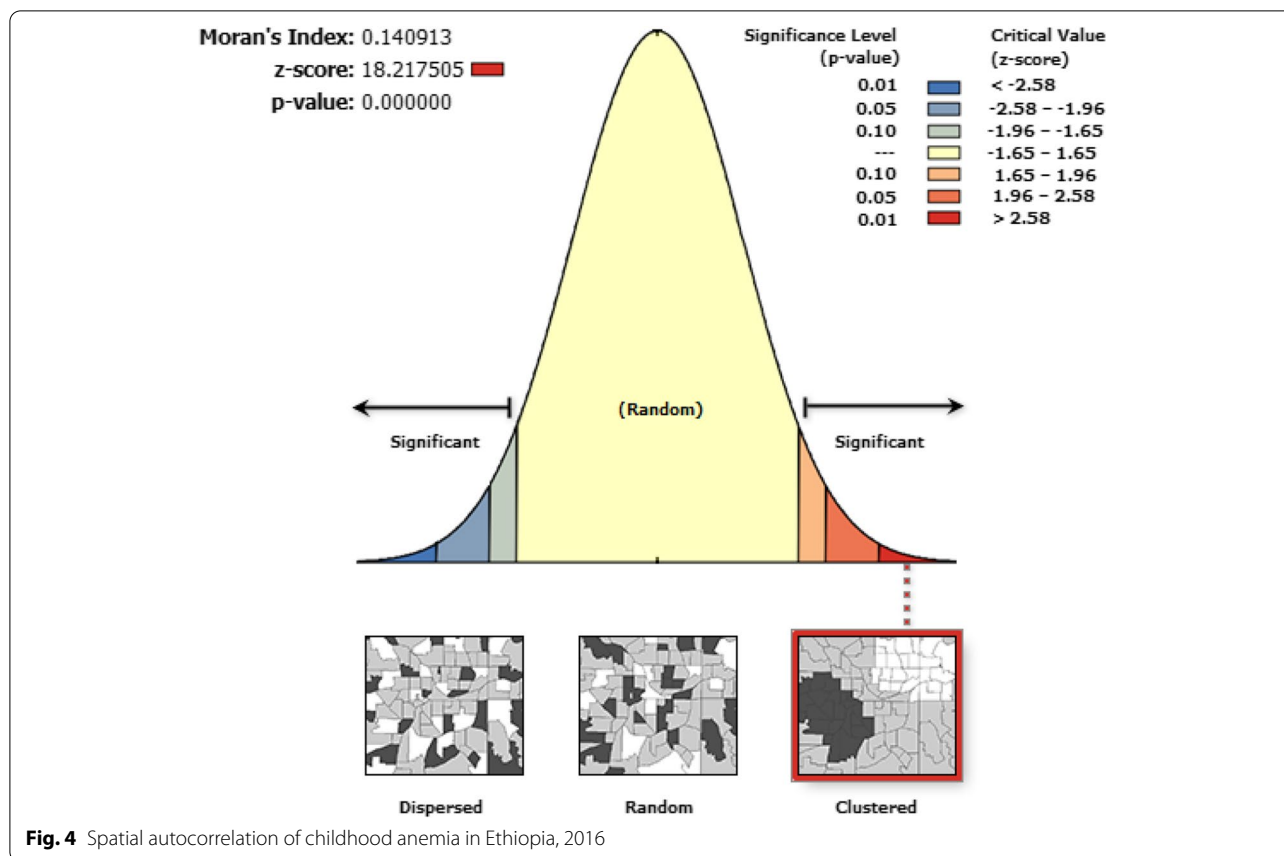 Moran's Index: 0.140913
z-score: 18.217505
p-value: 0.000000
Significance Level
(p-value)
Critical Value
(z-score)
0.01 < -2.58
0.05 -2.58 – -1.96
0.10 -1.96 – -1.65
--- -1.65 – 1.65
0.10 1.65 – 1.96
0.05 1.96 – 2.58
0.01 > 2.58
(Random)
Significant
Significant
Dispersed
Random
Clustered
Fig. 4 Spatial autocorrelation of childhood anemia in Ethiopia, 2016